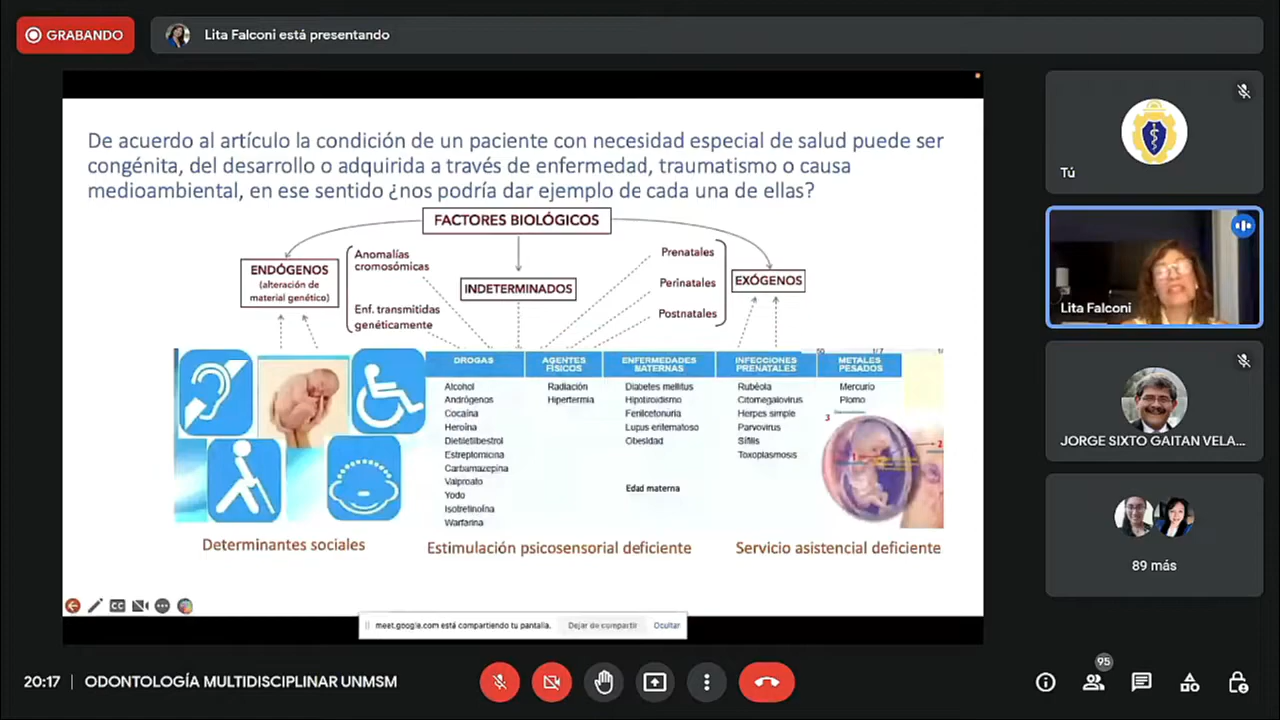 GRABANDO
Lita Falconi está presentando
De acuerdo al artículo la condición de un paciente con necesidad especial de salud puede ser
congénita, del desarrollo o adquirida a través de enfermedad, traumatismo o causa
medioambiental, en ese sentido ¿nos podría dar ejemplo de cada una de ellas?
FACTORES BIOLÓGICOS
ENDÓGENOS
(alteración de
material genético)
Anomalías
cromosómicas
Enf. transmitidas
genéticamente
INDETERMINADOS
Prenatales
Perinatales
Postnatales
EXÓGENOS
DROGAS
Alcohol
Andrógenos
Cocaína
Heroína
Dietiletilbestrol
Estreptomicina
Carbamazepina
Valproato
Yodo
Isotretinoína
Warfarina
AGENTES
FÍSICOS
Radiación
Hipertermia
ENFERMEDADES
MATERNAS
Diabetes mellitus
Hipotiroidismo
Fenilcetonuria
Lupus eritematoso
Obesidad
Edad materna
INFECCIONES
PRENATALES
Rubéola
Citomegalovirus
Herpes simple
Parvovirus
Sífilis
Toxoplasmosis
METALES
PESADOS
Mercurio
Plomo
3
1
2
Determinantes sociales
Estimulación psicosensorial deficiente
Servicio asistencial deficiente
CC
meet.google.com está compartiendo tu pantalla.
Dejar de compartir
Ocultar
Tú
Lita Falconi
JORGE SIXTO GAITAN VELA...
89 más
20:17 | ODONTOLOGÍA MULTIDISCIPLINAR UNMSM
95